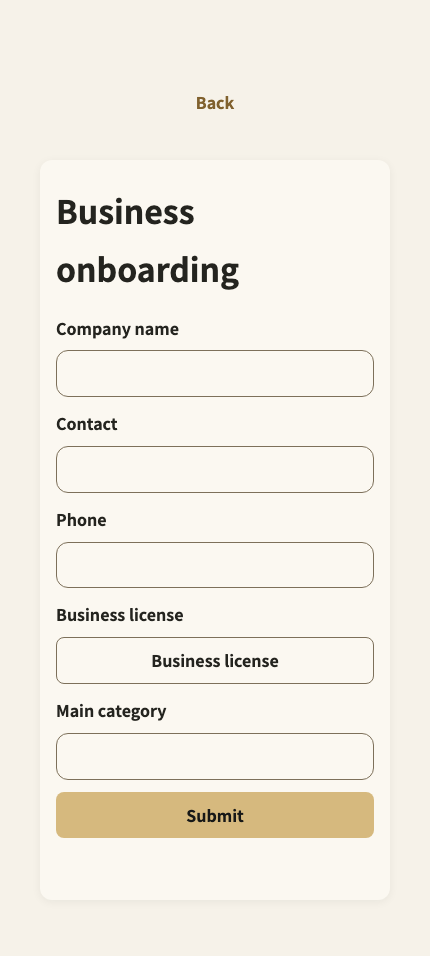 Back
Business
onboarding
Company name
Contact
Phone
Business license
Business license
Main category
Submit